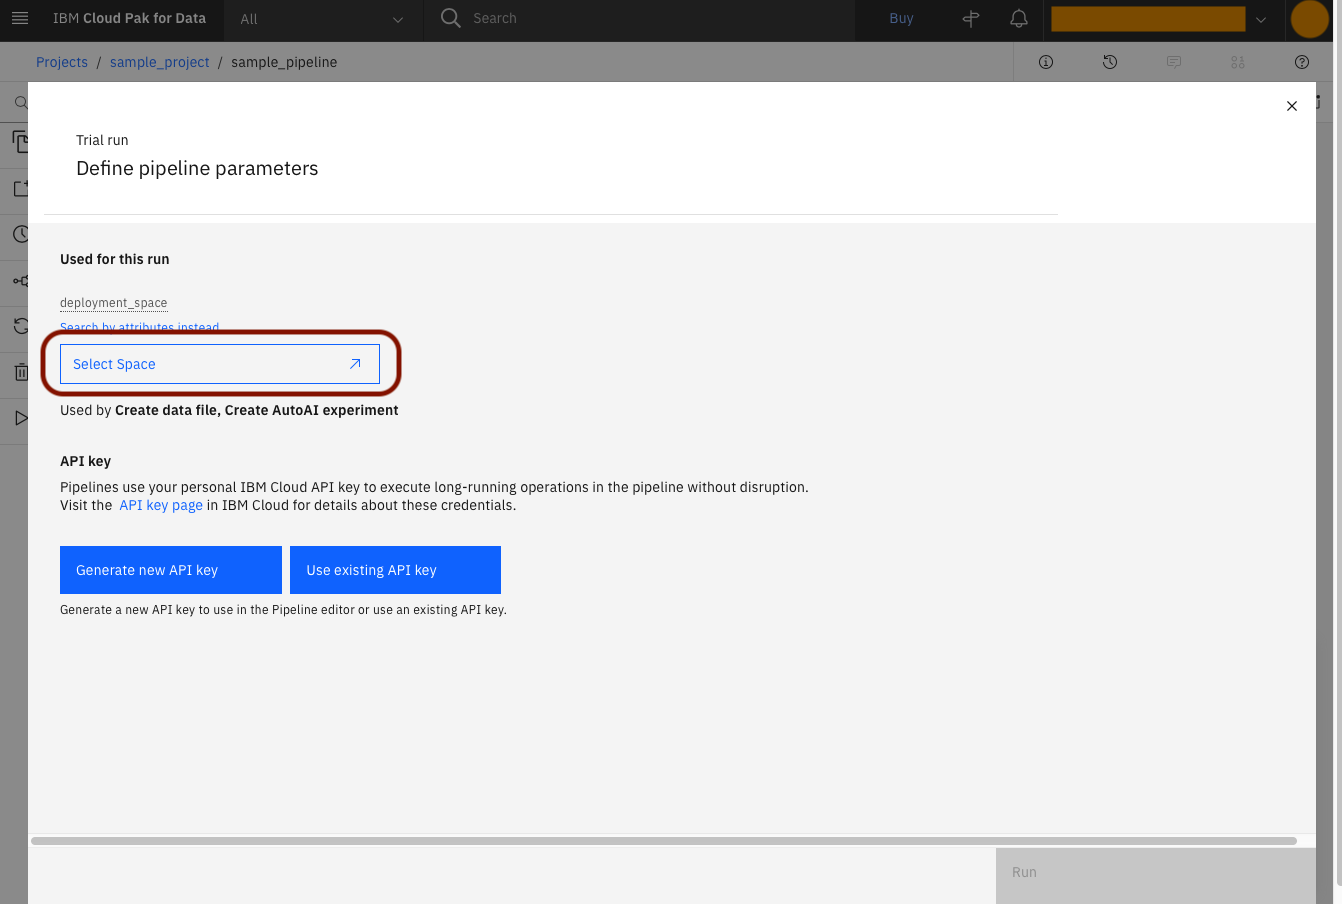 IBM Cloud Pak for Data
All
Search
Buy
Projects / sample_project / sample_pipeline
Trial run
Define pipeline parameters
Used for this run
deployment_space
Search by attributes instead
Select Space
Used by Create data file, Create AutoAI experiment
API key
Pipelines use your personal IBM Cloud API key to execute long-running operations in the pipeline without disruption.
Visit the API key page in IBM Cloud for details about these credentials.
Generate new API key
Use existing API key
Generate a new API key to use in the Pipeline editor or use an existing API key.
Run